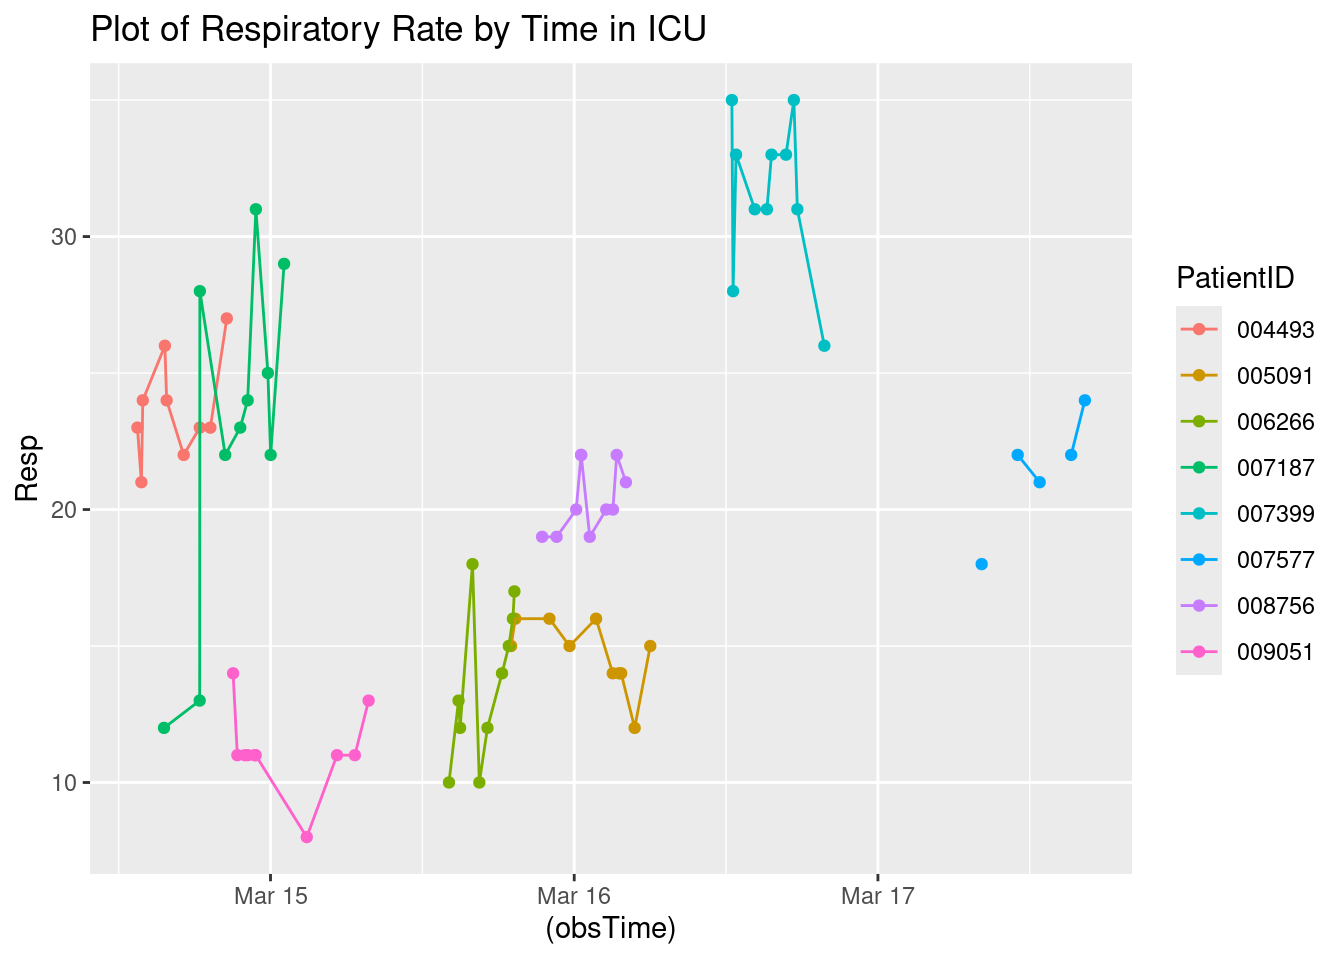 Plot of Respiratory Rate by Time in ICU
Resp
30
20
10
Mar 15
Mar 16
Mar 17
(obsTime)
PatientID
004493
005091
006266
007187
007399
007577
008756
009051